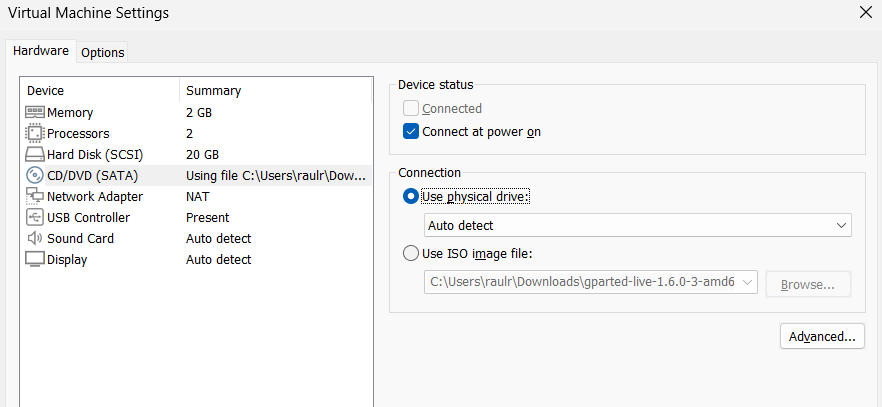 Virtual Machine Settings
Hardware Options
Device Summary
Memory 2 GB
Processors 2
Hard Disk (SCSI) 20 GB
CD/DVD (SATA) Using file C:\Users\raulr\Dow...
Network Adapter NAT
USB Controller Present
Sound Card Auto detect
Display Auto detect
Device status
Connected
Connect at power on
Connection
Use physical drive:
Auto detect
Use ISO image file:
C:\Users\raulr\Downloads\gparted-live-1.6.0-3-amd6
Browse...
Advanced...